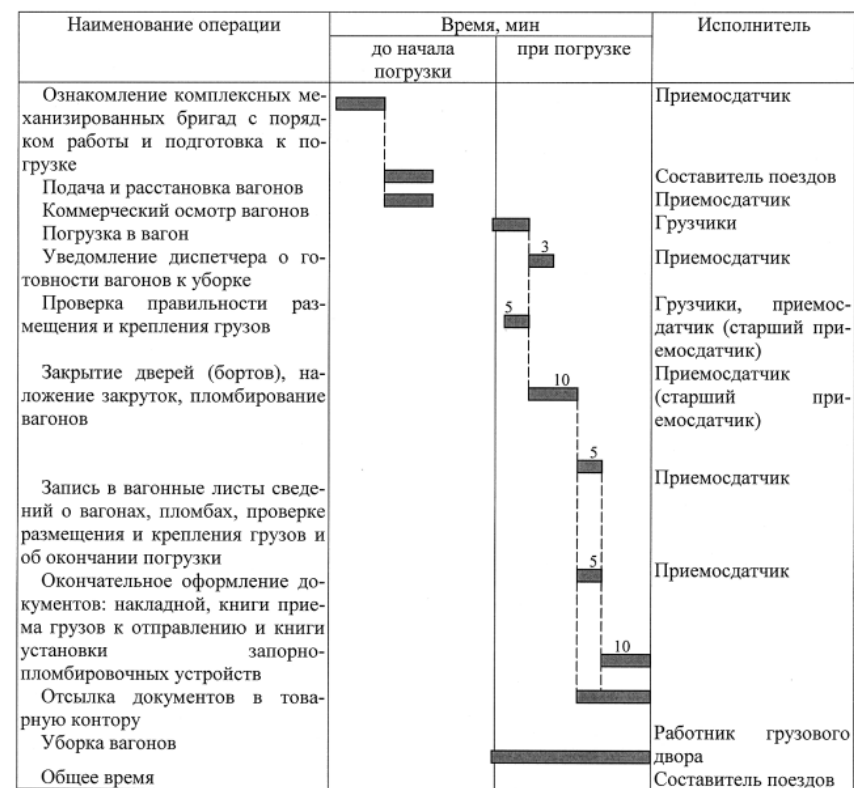 Наименование операции
Время, мин
Исполнитель
до начала
погрузки
при погрузке
Ознакомление комплексных ме-
ханизированных бригад с поряд-
ком работы и подготовка к по-
грузке
Приемосдатчик
Подача и расстановка вагонов
Составитель поездов
Коммерческий осмотр вагонов
Приемосдатчик
Погрузка в вагон
Грузчики
Уведомление диспетчера о го-
товности вагонов к уборке
3
Приемосдатчик
Проверка правильности раз-
мещения и крепления грузов
5
Грузчики, приемос-
датчик (старший при-
емосдатчик)
Закрытие дверей (бортов), на-
ложение закруток, пломбирование
вагонов
10
Приемосдатчик
(старший при-
емосдатчик)
5
Приемосдатчик
Запись в вагонные листы сведе-
ний о вагонах, пломбах, проверке
размещения и крепления грузов и
об окончании погрузки
5
Приемосдатчик
Окончательное оформление до-
кументов: накладной, книги прие-
ма грузов к отправлению и книги
установки запорно-
пломбировочных устройств
10
Отсылка документов в това-
рную контору
Уборка вагонов
Работник грузового
двора
Общее время
Составитель поездов